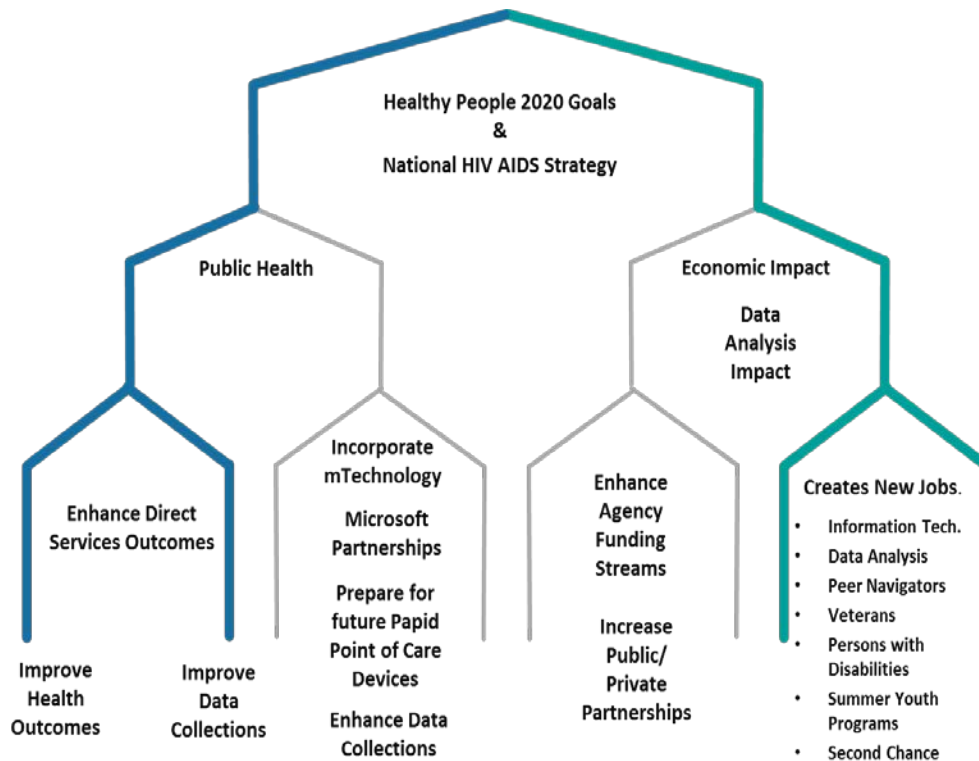 Healthy People 2020 Goals
&
National HIV AIDS Strategy
Public Health
Economic Impact
Data
Analysis
Impact
Enhance Direct
Services Outcomes
Incorporate
mTechnology
Microsoft
Partnerships
Prepare for
future Papid
Point of Care
Devices
Enhance Data
Collections
Enhance
Agency
Funding
Streams
Increase
Public/
Private
Partnerships
Creates New Jobs.
• Information Tech.
• Data Analysis
• Peer Navigators
• Veterans
• Persons with
Disabilities
• Summer Youth
Programs
• Second Chance
Improve
Health
Outcomes
Improve
Data
Collections